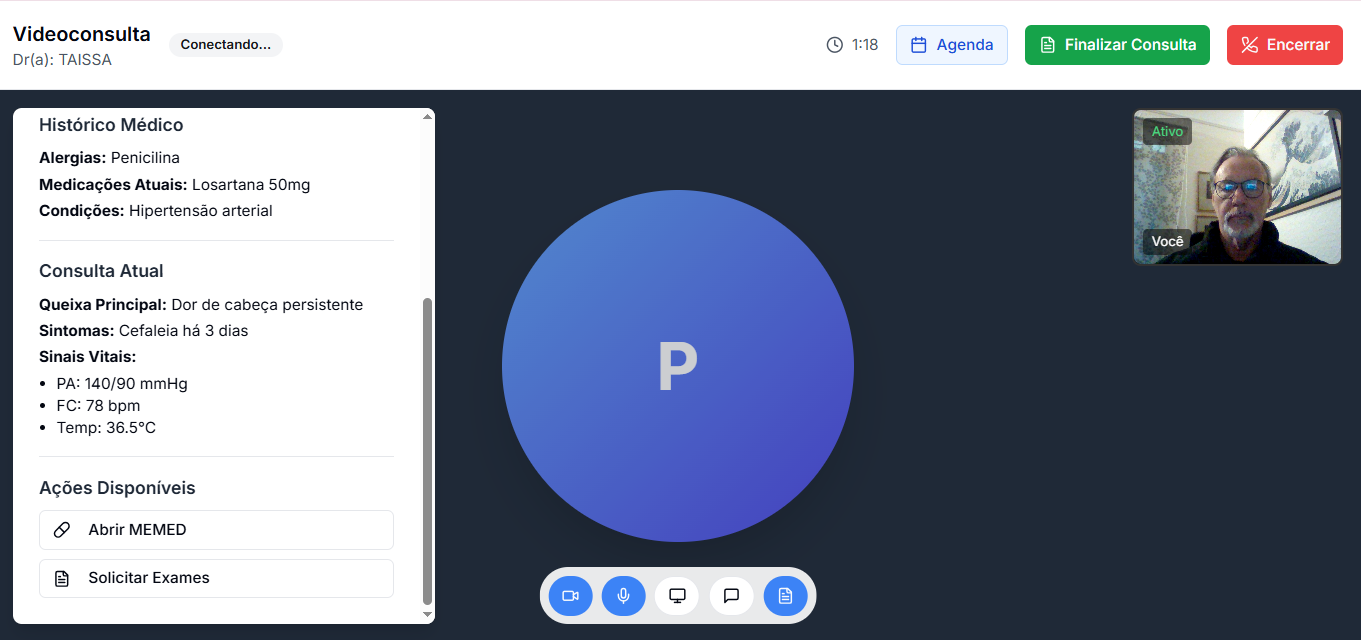 Videoconsulta
Conectando...
Dr(a): TAISSA
1:18
Agenda
Finalizar Consulta
Encerrar
Histórico Médico
Alergias: Penicilina
Medicações Atuais: Losartana 50mg
Condições: Hipertensão arterial
Consulta Atual
Queixa Principal: Dor de cabeça persistente
Sintomas: Cefaleia há 3 dias
Sinais Vitais:
• PA: 140/90 mmHg
• FC: 78 bpm
• Temp: 36.5°C
Ações Disponíveis
Abrir MEMED
Solicitar Exames
P
Ativo
Você